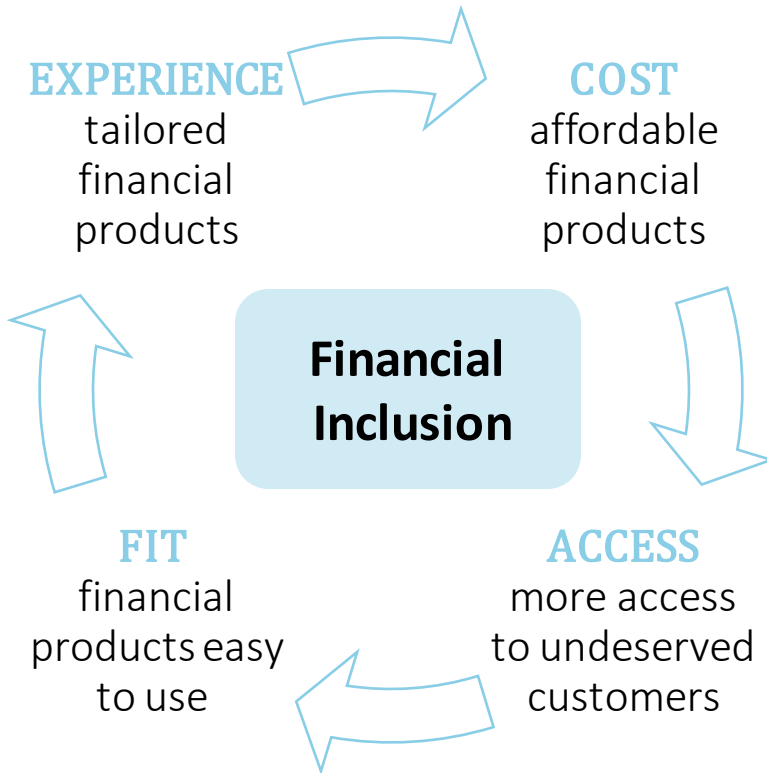 EXPERIENCE
tailored
financial
products
COST
affordable
financial
products
Financial
Inclusion
FIT
financial
products easy
to use
ACCESS
more access
to undeserved
customers